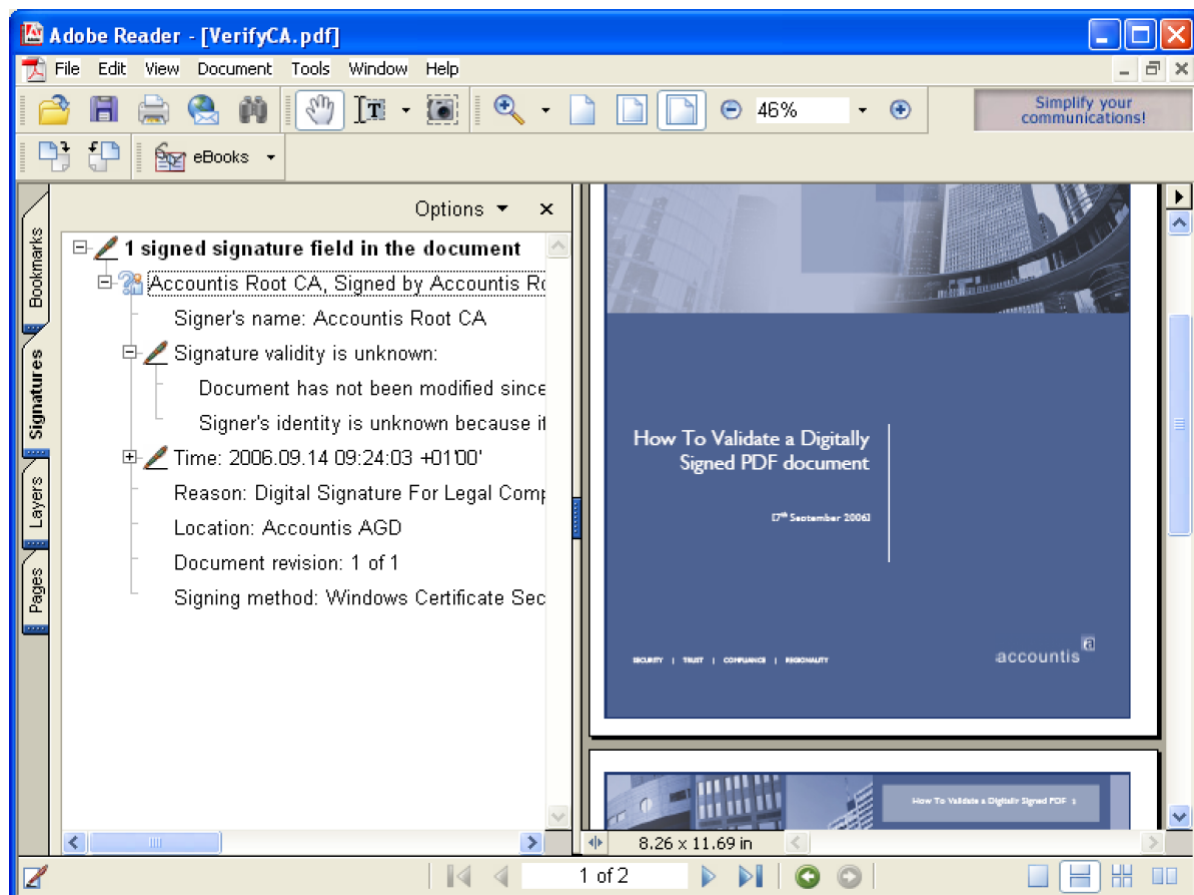 Adobe Reader - [VerifyCA.pdf]
File Edit View Document Tools Window Help
46%
Simplify your
communications!
eBooks
Options
Bookmarks
Signatures
Layers
Pages
1 signed signature field in the document
Accountis Root CA, Signed by Accountis Ro
Signer's name: Accountis Root CA
Signature validity is unknown:
Document has not been modified since
Signer's identity is unknown because it
Time: 2006.09.14 09:24:03 +01'00'
Reason: Digital Signature For Legal Comp
Location: Accountis AGD
Document revision: 1 of 1
Signing method: Windows Certificate Sec
How To Validate a Digitally
Signed PDF document
[7th September 2006]
SECURITY | TRUST | COMPLIANCE | REGIONALITY
accountis a
How To Validate a Digitally Signed PDF 1
8.26 x 11.69 in
1 of 2